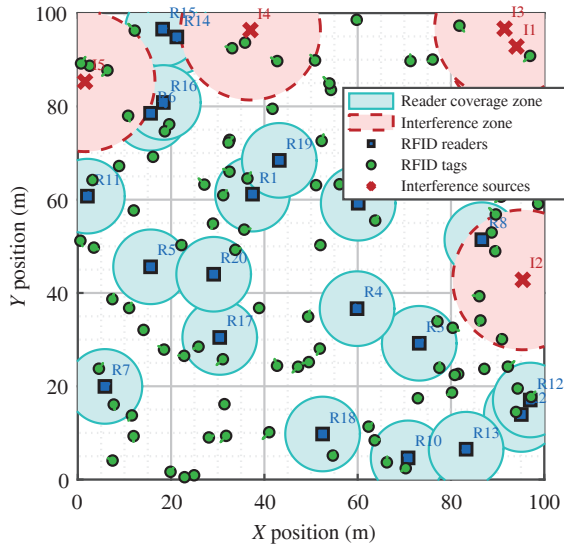 100
80
60
40
20
0
0
20
40
60
80
100
X position (m)
Y position (m)
Reader coverage zone
Interference zone
RFID readers
RFID tags
Interference sources
R15
R14
I4
I3
I1
I5
R16
R6
R19
R11
R1
R8
R5
R20
I2
R4
R17
R3
R7
R12
R18
R10
R13